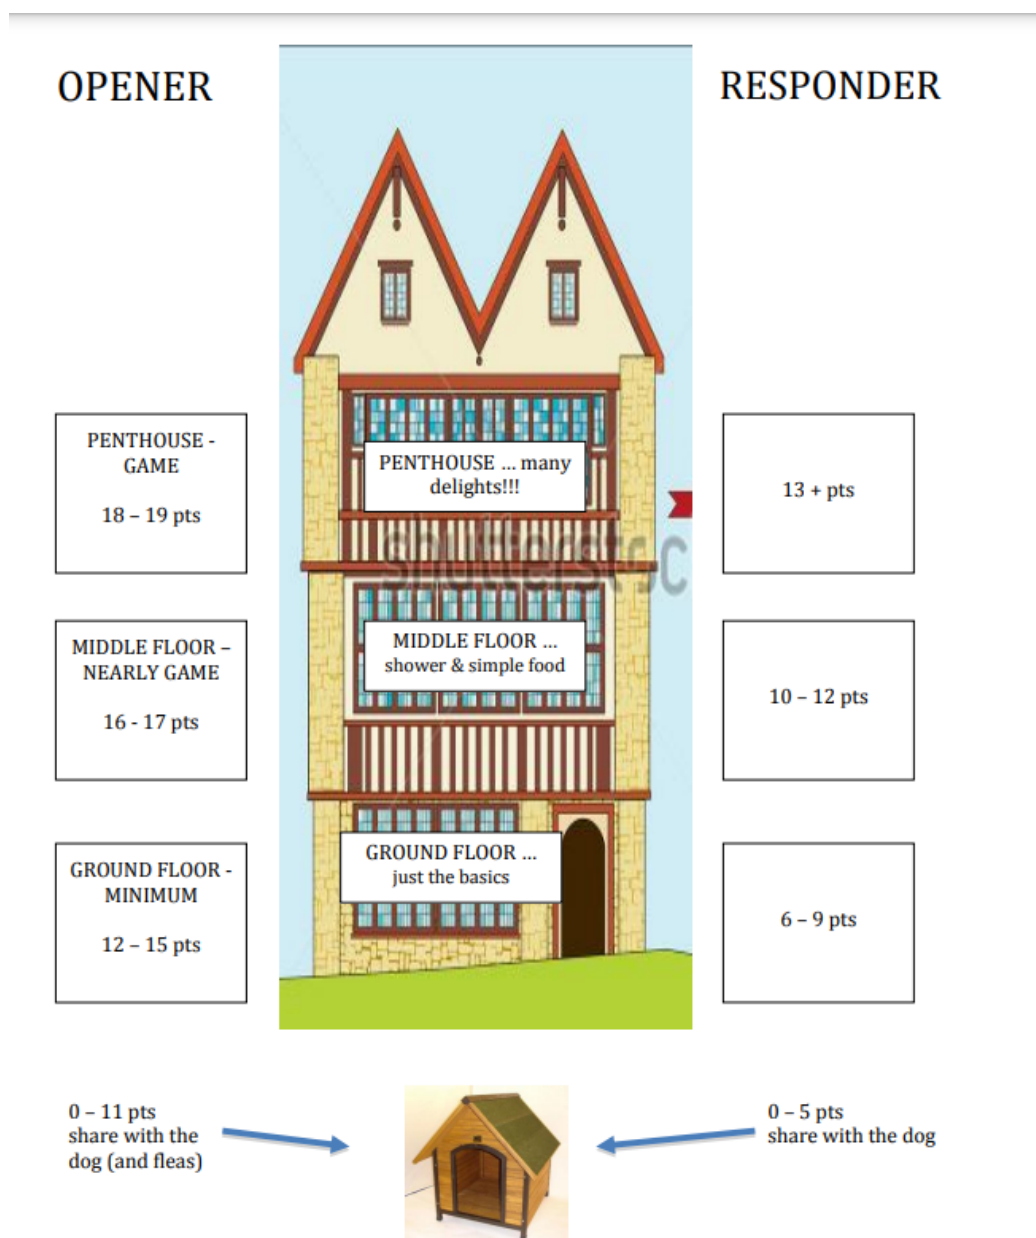 OPENER
RESPONDER
PENTHOUSE -
GAME
18 – 19 pts
PENTHOUSE ... many
delights!!!
13 + pts
shutterstoc
MIDDLE FLOOR –
NEARLY GAME
16 - 17 pts
MIDDLE FLOOR ...
shower & simple food
10 – 12 pts
GROUND FLOOR -
MINIMUM
12 – 15 pts
GROUND FLOOR ...
just the basics
6 – 9 pts
0 – 11 pts
share with the
dog (and fleas)
0 – 5 pts
share with the dog